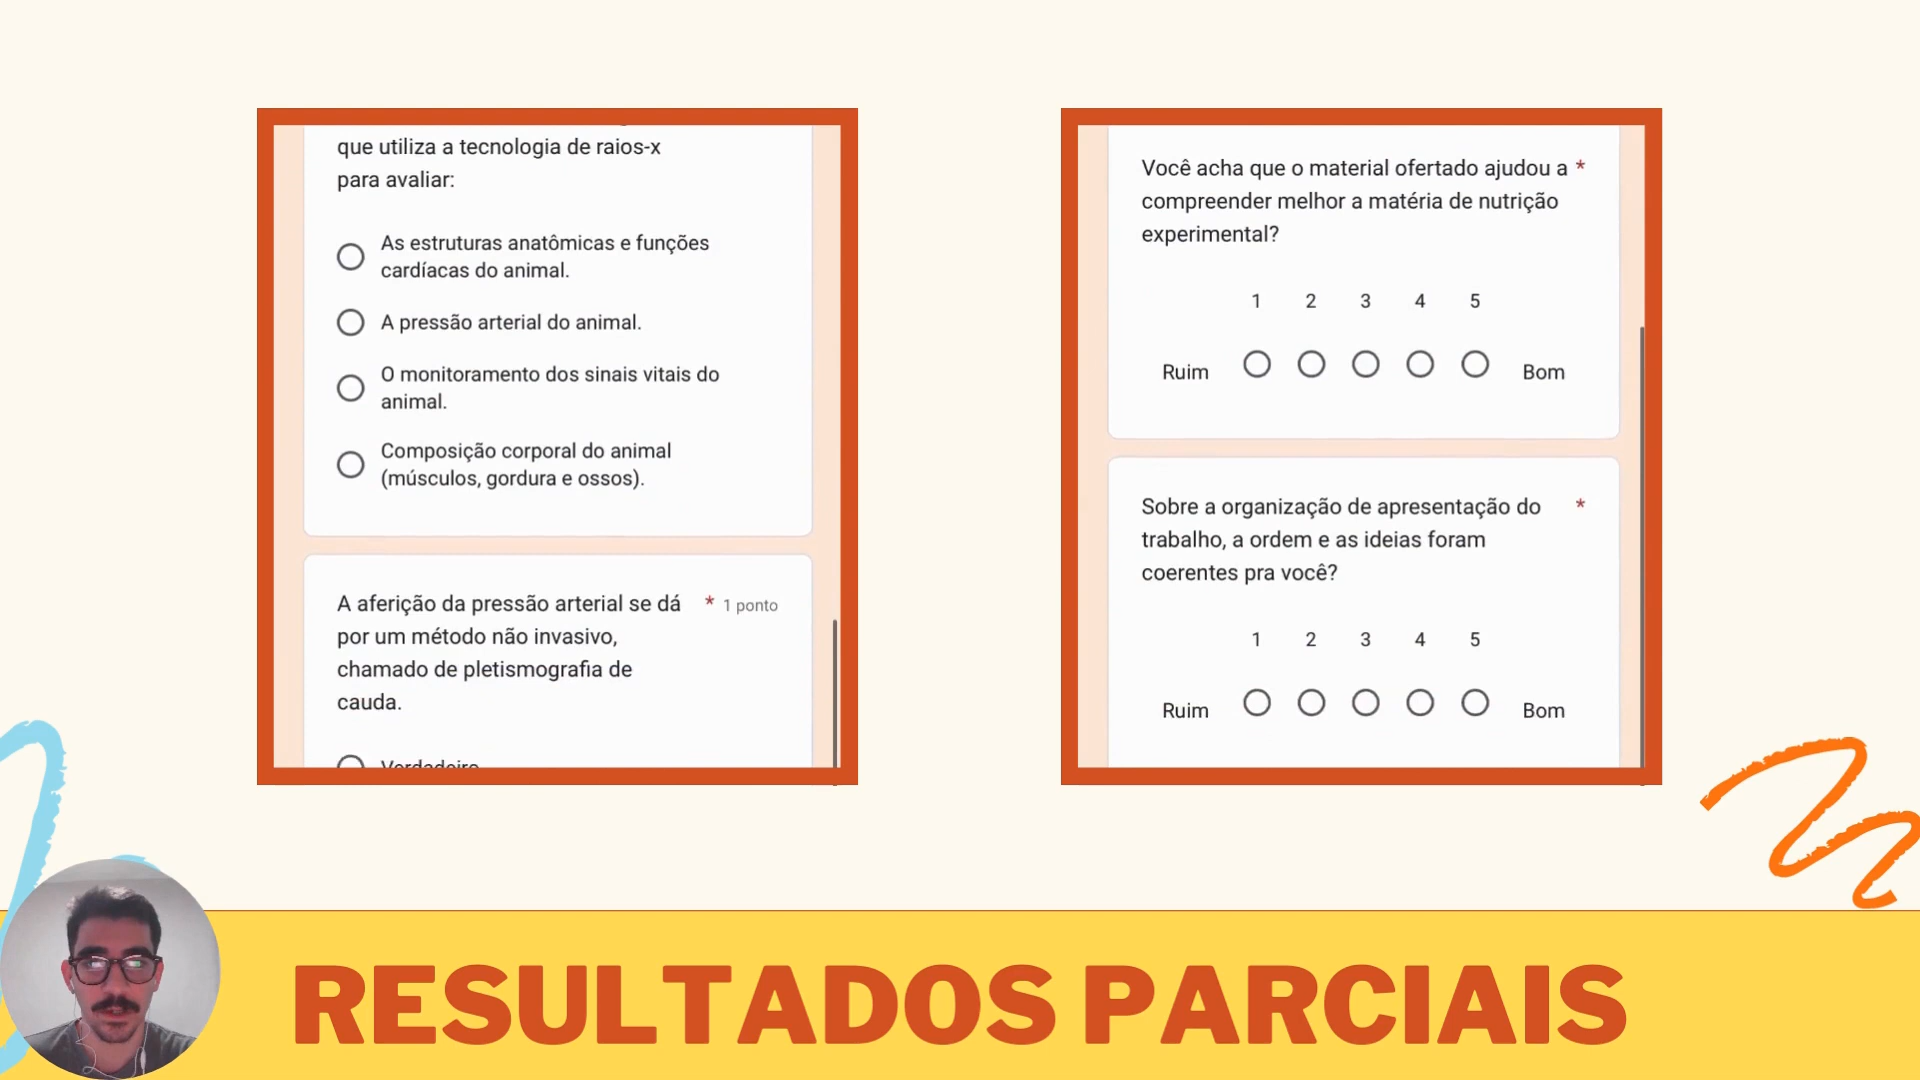 que utiliza a tecnologia de raios-x
para avaliar:
As estruturas anatômicas e funções
cardíacas do animal.
A pressão arterial do animal.
O monitoramento dos sinais vitais do
animal.
Composição corporal do animal
(músculos, gordura e ossos).
A aferição da pressão arterial se dá * 1 ponto
por um método não invasivo,
chamado de pletismografia de
cauda.
Verdadeiro
Você acha que o material ofertado ajudou a *
compreender melhor a matéria de nutrição
experimental?
1 2 3 4 5
Ruim Bom
Sobre a organização de apresentação do *
trabalho, a ordem e as ideias foram
coerentes pra você?
1 2 3 4 5
Ruim Bom
RESULTADOS PARCIAIS